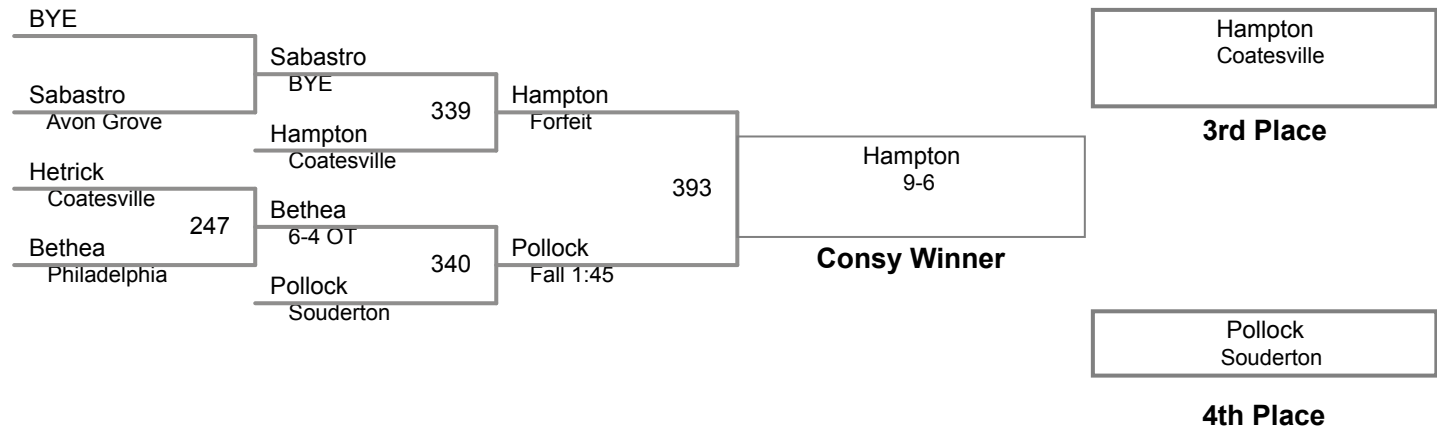 BYE
Sabastro
Avon Grove
Hetrick
Coatesville
247
Bethea
Philadelphia
Sabastro
BYE
339
Hampton
Coatesville
Bethea
6-4 OT
340
Pollock
Souderton
Hampton
Forfeit
393
Pollock
Fall 1:45
Hampton
9-6
Consy Winner
Hampton
Coatesville
3rd Place
Pollock
Souderton
4th Place